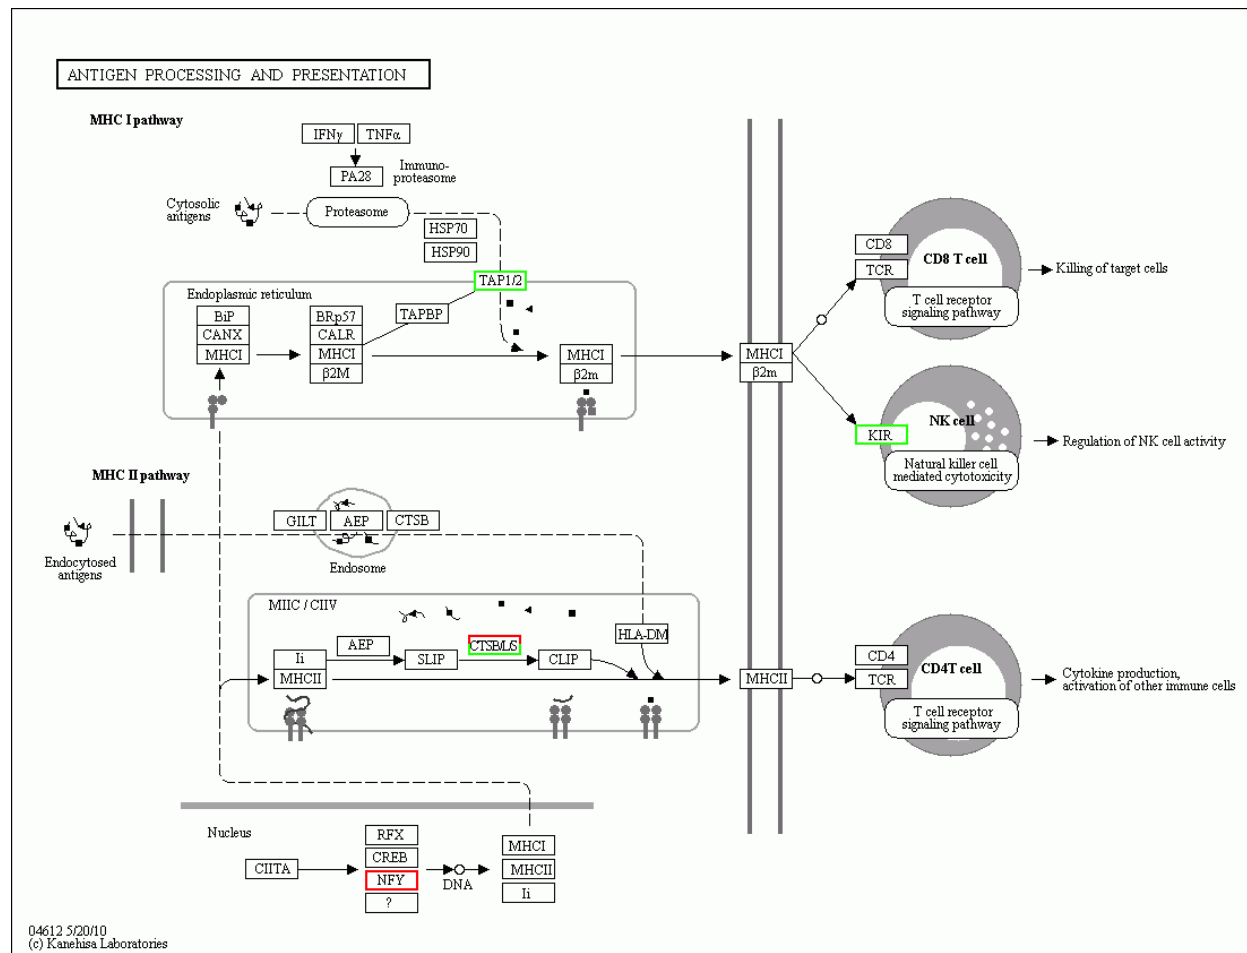 ANTIGEN PROCESSING AND PRESENTATION
MHC I pathway
IFNγ
TNFα
PA28
Immuno-
proteasome
Cytosolic
antigens
Proteasome
HSP70
HSP90
TAP1/2
Endoplasmic reticulum
BiP
CANX
MHCI
BRp57
CALR
MHCI
β2M
TAPBP
MHCI
β2m
MHCI
β2m
CD8
TCR
CD8 T cell
T cell receptor
signaling pathway
Killing of target cells
KIR
NK cell
Natural killer cell
mediated cytotoxicity
Regulation of NK cell activity
MHC II pathway
Endocytosed
antigens
GILT
AEP
CTSB
Endosome
MIIC / CIIV
Ii
MHCII
AEP
SLIP
CTSB/L/S
CLIP
HLA-DM
MHCII
CD4
TCR
CD4T cell
T cell receptor
signaling pathway
Cytokine production,
activation of other immune cells
Nucleus
CIITA
RFX
CREB
NFY
?
DNA
MHCI
MHCII
Ii
04612 5/20/10
(c) Kanehisa Laboratories